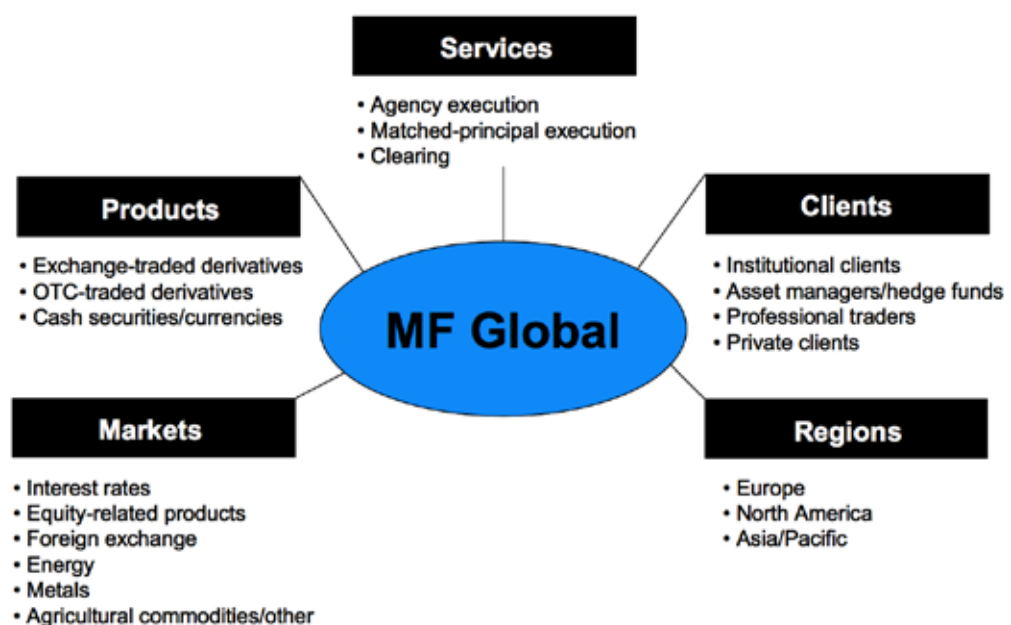 Services
• Agency execution
• Matched-principal execution
• Clearing
Products
• Exchange-traded derivatives
• OTC-traded derivatives
• Cash securities/currencies
Clients
• Institutional clients
• Asset managers/hedge funds
• Professional traders
• Private clients
MF Global
Markets
• Interest rates
• Equity-related products
• Foreign exchange
• Energy
• Metals
• Agricultural commodities/other
Regions
• Europe
• North America
• Asia/Pacific